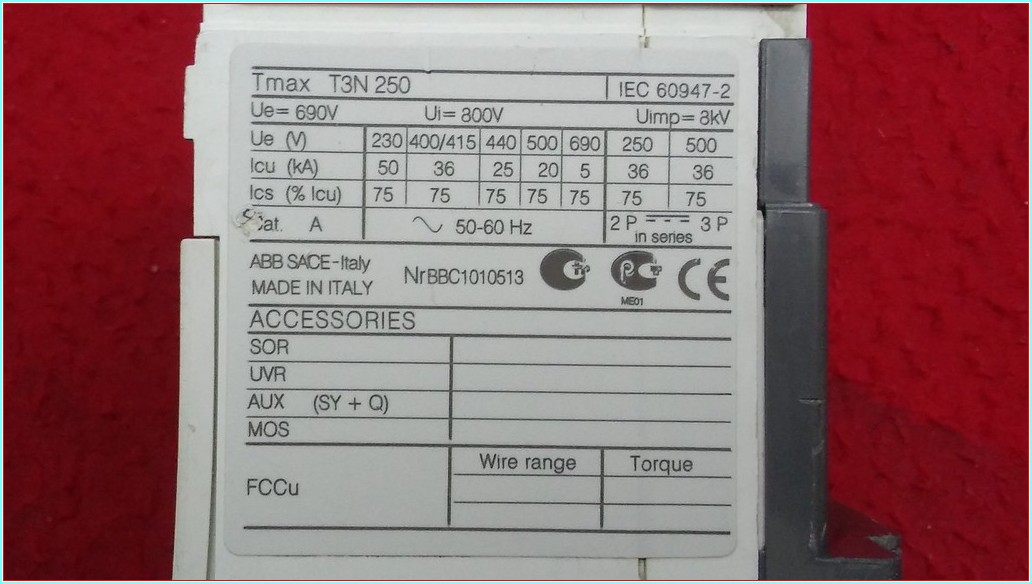 Tmax T3N 250 IEC 60947-2
Ue= 690V Ui= 800V Uimp= 8kV
Ue (V) 230 400/415 440 500 690 250 500
Icu (kA) 50 36 25 20 5 36 36
Ics (% Icu) 75 75 75 75 75 75 75
Cat. A 50-60 Hz 2 P 3 P
in series
ABB SACE-Italy
MADE IN ITALY
Nr BBC1010513
ME01
CE
ACCESSORIES
SOR
UVR
AUX (SY + Q)
MOS
FCCu Wire range Torque